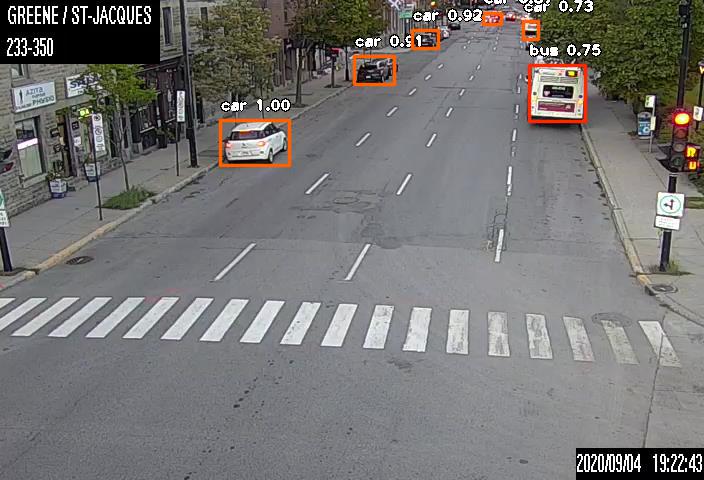 GREENE / ST-JACQUES
233-350
car 0.92
car 0.73
car 0.91
bus 0.75
car 1.00
AZITA
2020/09/04 19:22:43